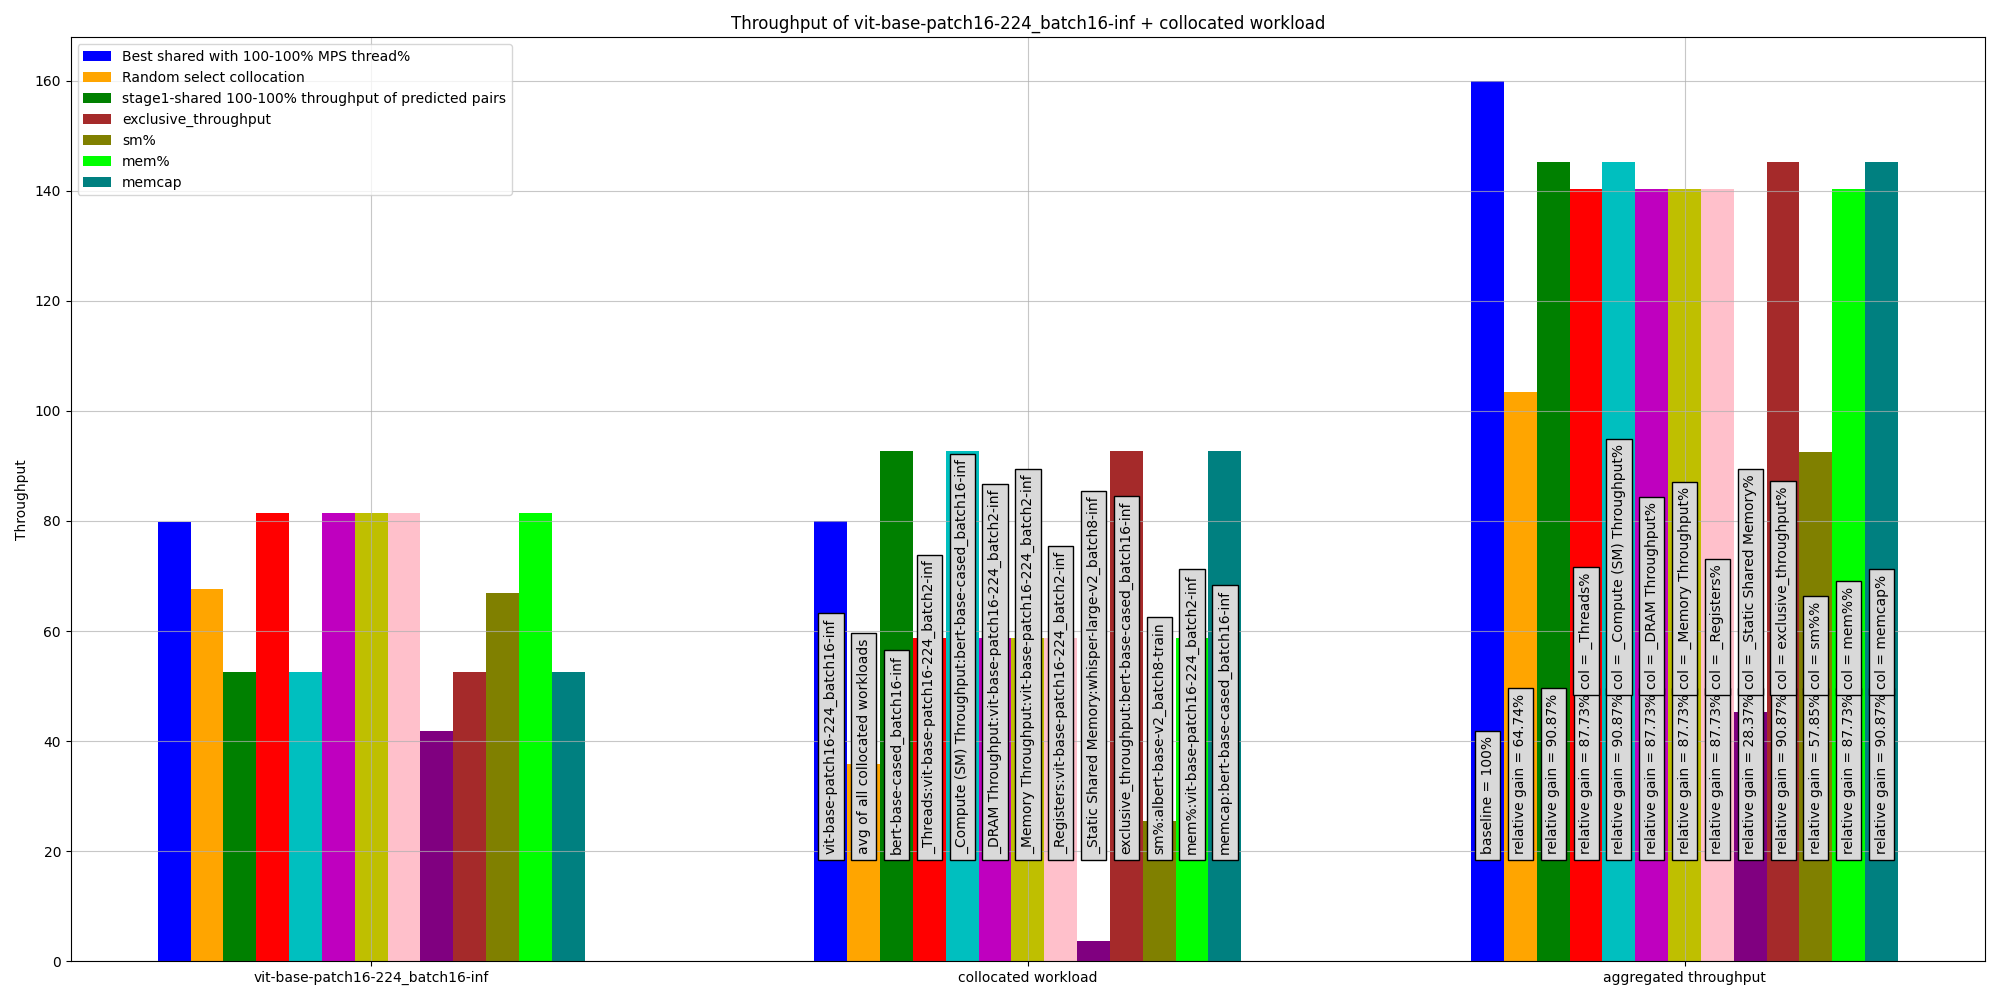 Throughput of vit-base-patch16-224_batch16-inf + collocated workload
Best shared with 100-100% MPS thread%
Random select collocation
stage1-shared 100-100% throughput of predicted pairs
exclusive_throughput
sm%
mem%
memcap
Throughput
160
140
120
100
80
60
40
20
0
vit-base-patch16-224_batch16-inf
avg of all collocated workloads
bert-base-cased_batch16-inf
_Threads:vit-base-patch16-224_batch2-inf
_Compute (SM) Throughput:bert-base-cased_batch16-inf
_DRAM Throughput:vit-base-patch16-224_batch2-inf
_Memory Throughput:vit-base-patch16-224_batch2-inf
_Registers:vit-base-patch16-224_batch2-inf
_Static Shared Memory:whisper-large-v2_batch8-inf
exclusive_throughput:bert-base-cased_batch16-inf
sm%:albert-base-v2_batch8-train
mem%:vit-base-patch16-224_batch2-inf
memcap:bert-base-cased_batch16-inf
baseline = 100%
relative gain = 64.74%
relative gain = 90.87%
relative gain = 87.73%
col = _Threads%
relative gain = 90.87%
col = _Compute (SM) Throughput%
relative gain = 87.73%
col = _DRAM Throughput%
relative gain = 87.73%
col = _Memory Throughput%
relative gain = 87.73%
col = _Registers%
relative gain = 28.37%
col = _Static Shared Memory%
relative gain = 90.87%
col = exclusive_throughput%
relative gain = 57.85%
col = sm%%
relative gain = 87.73%
col = mem%%
relative gain = 90.87%
col = memcap%
vit-base-patch16-224_batch16-inf
collocated workload
aggregated throughput